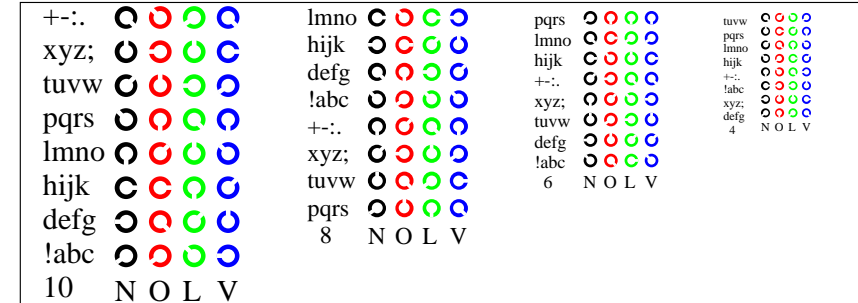 +-:.
xyz;
tuvw
pqrs
lmno
hijk
defg
!abc
10 N O L V
lmno
hijk
defg
!abc
+-:.
xyz;
tuvw
pqrs
8 N O L V
pqrs
lmno
hijk
+-:.
xyz;
tuvw
defg
!abc
6 N O L V
tuvw
pqrs
lmno
hijk
+-:.
!abc
xyz;
defg
4 N O L V